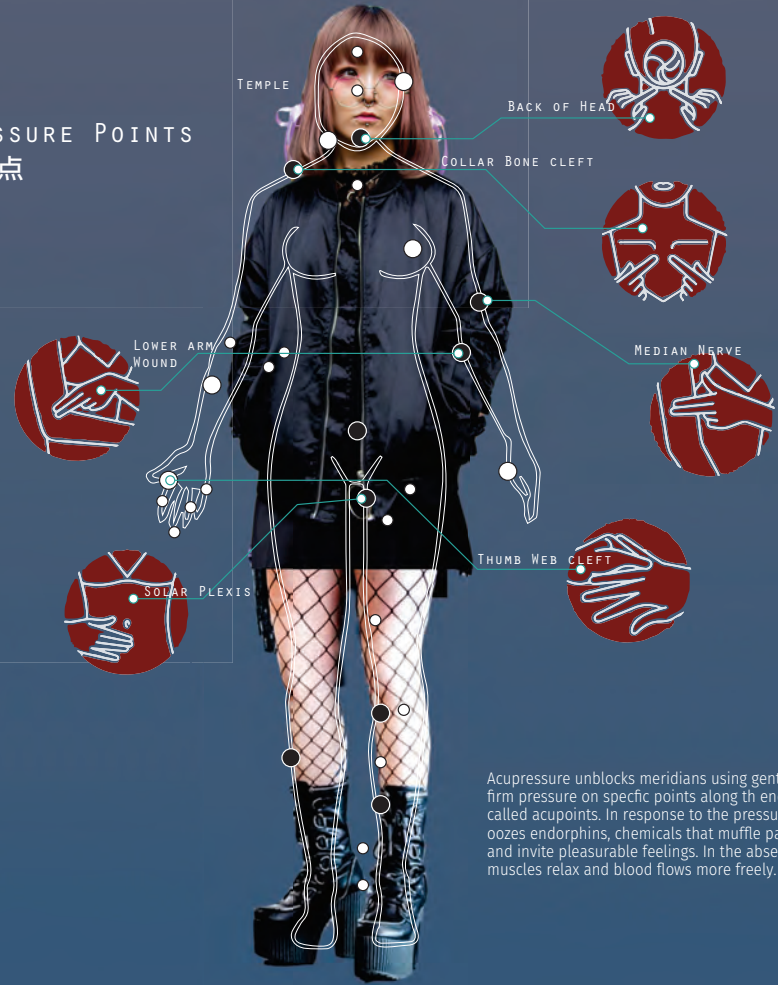 SSURE POINTS
点
TEMPLE
BACK OF HEAD
COLLAR BONE CLEFT
LOWER ARM
WOUND
MEDIAN NERVE
THUMB WEB CLEFT
SOLAR PLEXIS
Acupressure unblocks meridians using gent
firm pressure on specfic points along th en
called acupoints. In response to the pressu
oozes endorphins, chemicals that muffle pa
and invite pleasurable feelings. In the abse
muscles relax and blood flows more freely.